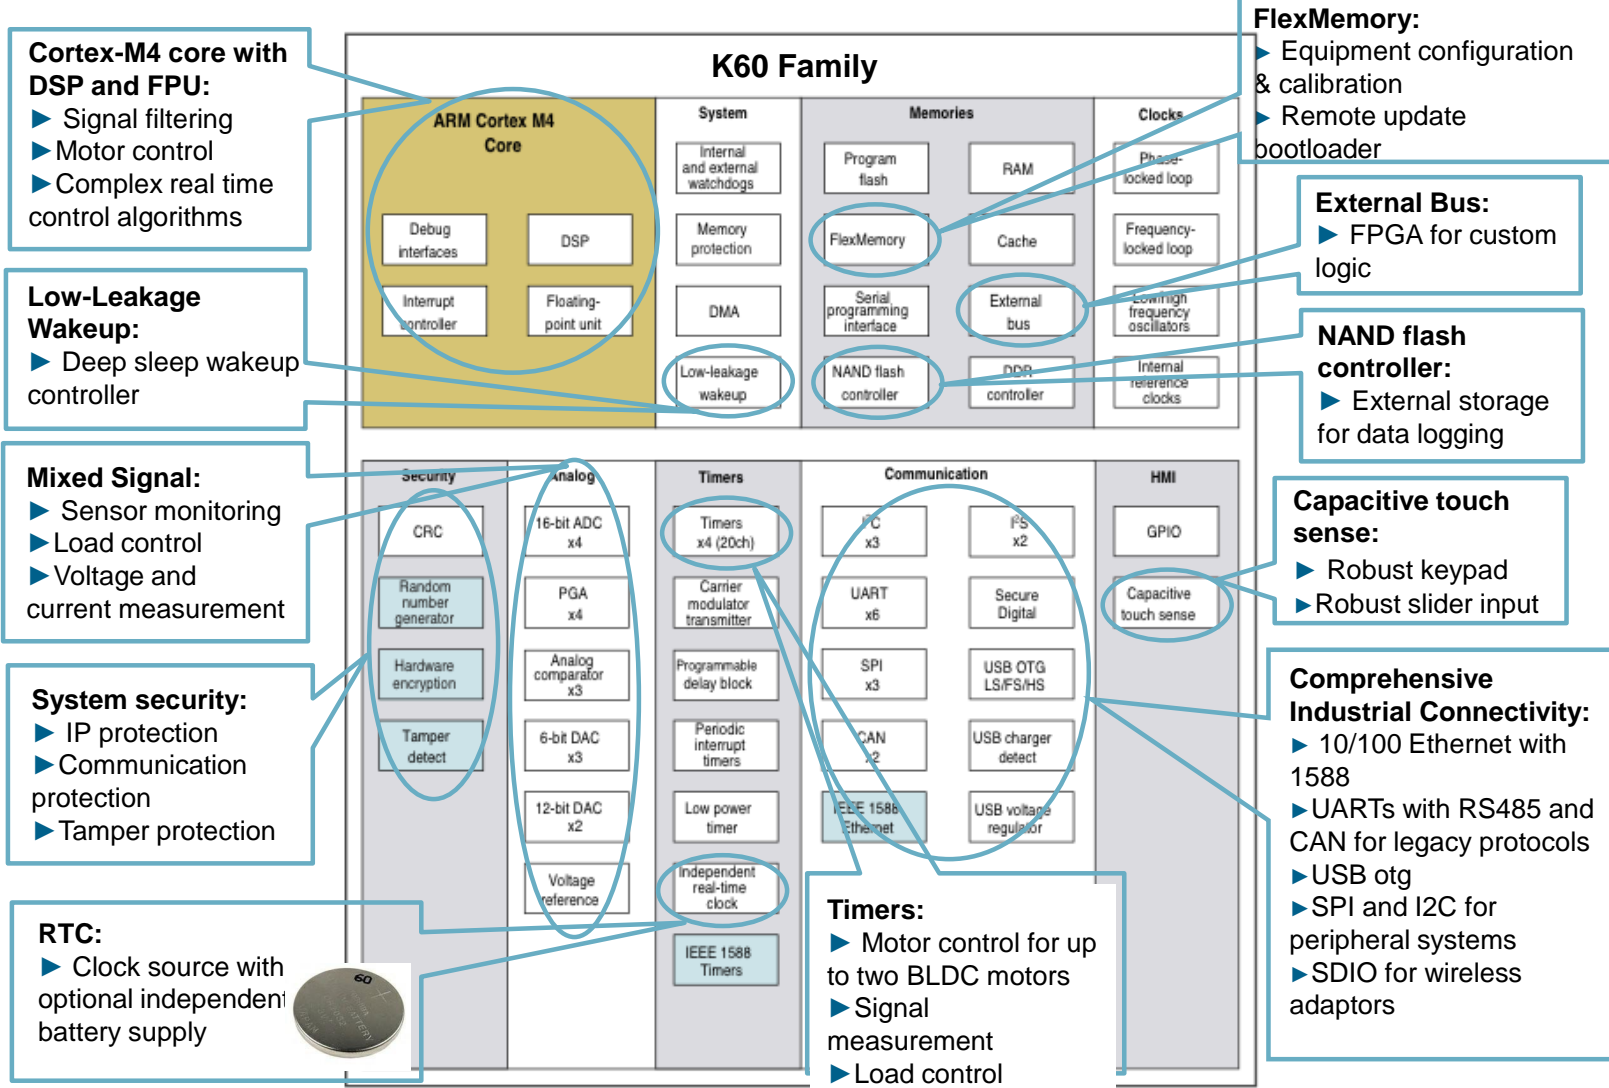 K60 Family
Cortex-M4 core with
DSP and FPU:
► Signal filtering
►Motor control
►Complex real time
control algorithms
Low-Leakage
Wakeup:
► Deep sleep wakeup
controller
Mixed Signal:
► Sensor monitoring
►Load control
►Voltage and
current measurement
System security:
► IP protection
►Communication
protection
►Tamper protection
RTC:
► Clock source with
optional independent
battery supply
60
BATTERY
ARM Cortex M4
Core
Debug
interfaces
DSP
Interrupt
controller
Floating-
point unit
System
Internal
and external
watchdogs
Memory
protection
DMA
Low-leakage
wakeup
Memories
Program
flash
RAM
FlexMemory
Cache
Serial
programming
interface
External
bus
NAND flash
controller
DDR
controller
Clocks
Phase-
locked loop
Frequency-
locked loop
Low/high
frequency
oscillators
Internal
reference
clocks
Security
CRC
Random
number
generator
Hardware
encryption
Tamper
detect
Analog
16-bit ADC
x4
PGA
x4
Analog
comparator
x3
6-bit DAC
x3
12-bit DAC
x2
Voltage
reference
Timers
Timers
x4 (20ch)
Carrier
modulator
transmitter
Programmable
delay block
Periodic
interrupt
timers
Low power
timer
Independent
real-time
clock
IEEE 1588
Timers
Communication
I²C
x3
I²S
x2
UART
x6
Secure
Digital
SPI
x3
USB OTG
LS/FS/HS
CAN
x2
USB charger
detect
IEEE 1588
Ethernet
USB voltage
regulator
HMI
GPIO
Capacitive
touch sense
Timers:
► Motor control for up
to two BLDC motors
►Signal
measurement
►Load control
FlexMemory:
► Equipment configuration
& calibration
► Remote update
bootloader
External Bus:
► FPGA for custom
logic
NAND flash
controller:
► External storage
for data logging
Capacitive touch
sense:
► Robust keypad
►Robust slider input
Comprehensive
Industrial Connectivity:
► 10/100 Ethernet with
1588
►UARTs with RS485 and
CAN for legacy protocols
►USB otg
►SPI and I2C for
peripheral systems
►SDIO for wireless
adaptors